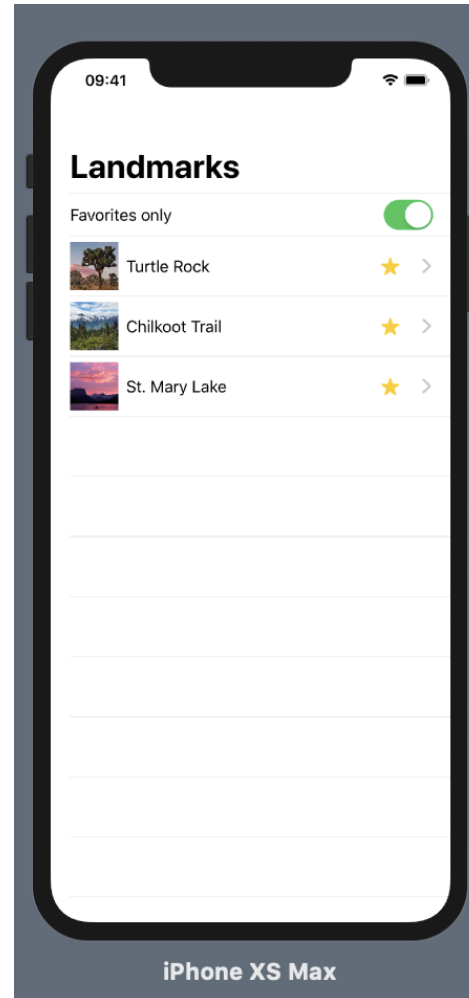 09:41
Landmarks
Favorites only
Turtle Rock
Chilkoot Trail
St. Mary Lake
iPhone XS Max